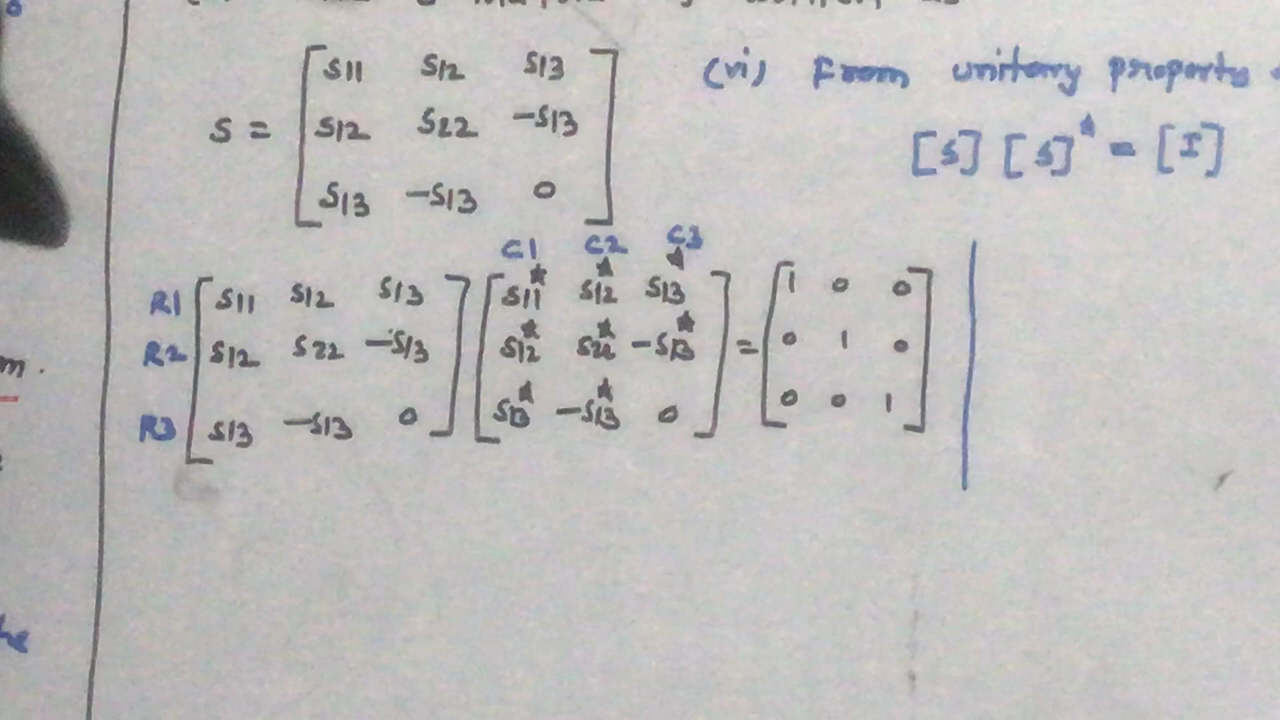 S11 S12 S13
S = S12 S22 -S13
S13 -S13 0
(vi) From unitary property
[S] [S]* = [I]
C1 C2 C3
R1 S11 S12 S13 S11* S12* S13* 1 0 0
R2 S12 S22 -S13 S12* S22* -S13* = 0 1 0
R3 S13 -S13 0 S13* -S13* 0 0 0 1
m.